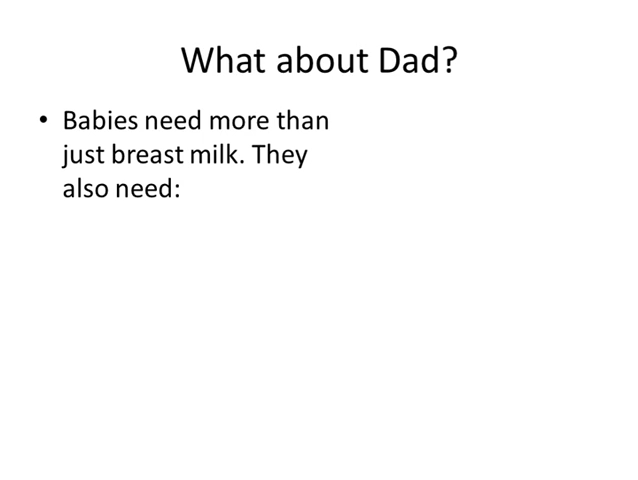 What about Dad?
• Babies need more than
just breast milk. They
also need: